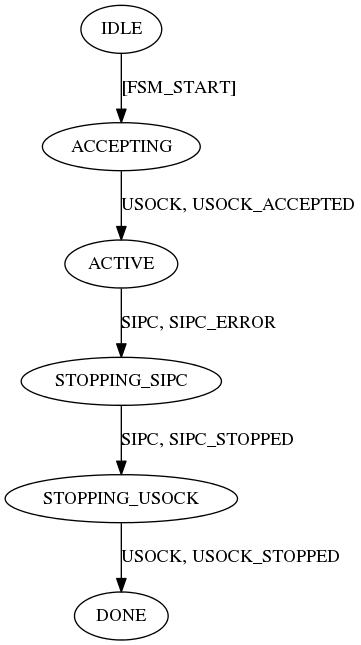 IDLE
[FSM_START]
ACCEPTING
USOCK, USOCK_ACCEPTED
ACTIVE
SIPC, SIPC_ERROR
STOPPING_SIPC
SIPC, SIPC_STOPPED
STOPPING_USOCK
USOCK, USOCK_STOPPED
DONE